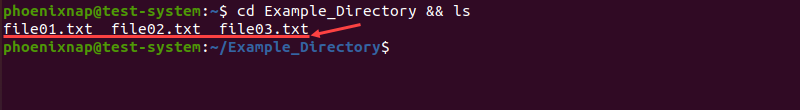 phoenixnap@test-system:~$ cd Example_Directory && ls
file01.txt  file02.txt  file03.txt
phoenixnap@test-system:~/Example_Directory$